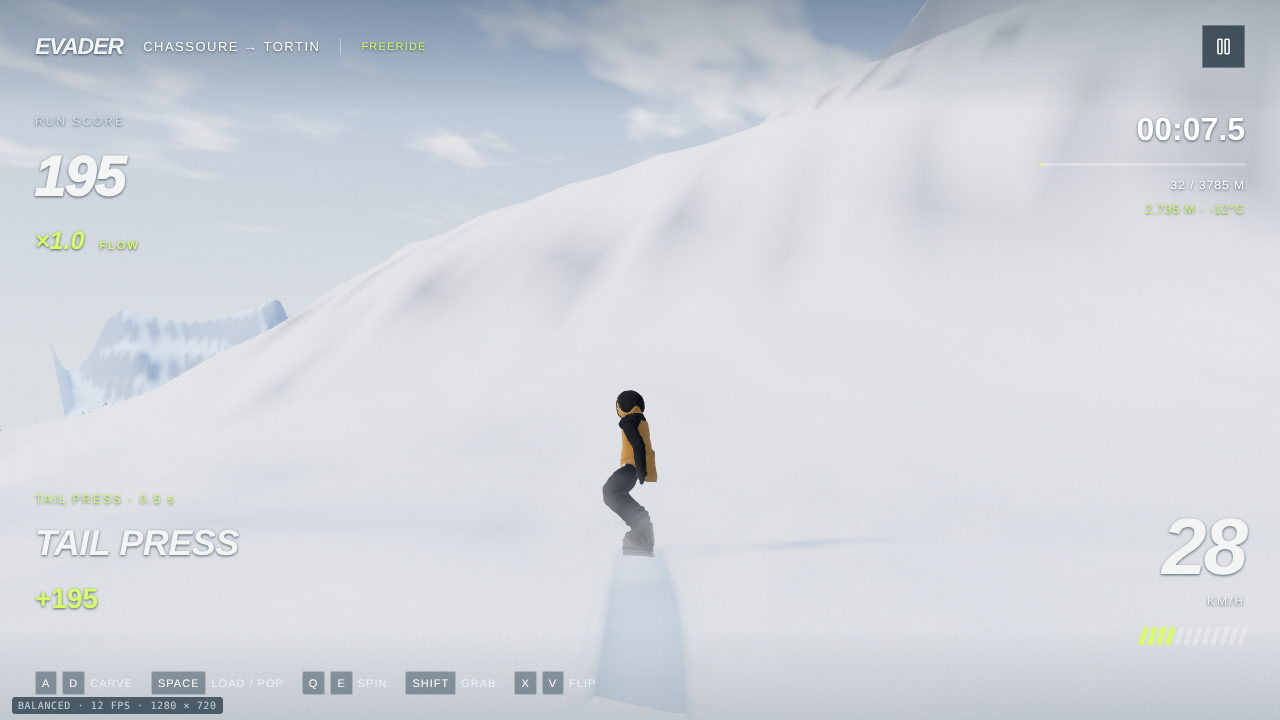 EVADER CHASSOURE → TORTIN FREERIDE
RUN SCORE
195
×1.0 FLOW
00:07.5
32 / 3785 M
2,735 M · -12°C
TAIL PRESS · 0.5 s
TAIL PRESS
+195
28
KM/H
A D CARVE SPACE LOAD / POP Q E SPIN SHIFT GRAB X V FLIP
BALANCED · 12 FPS · 1280 × 720